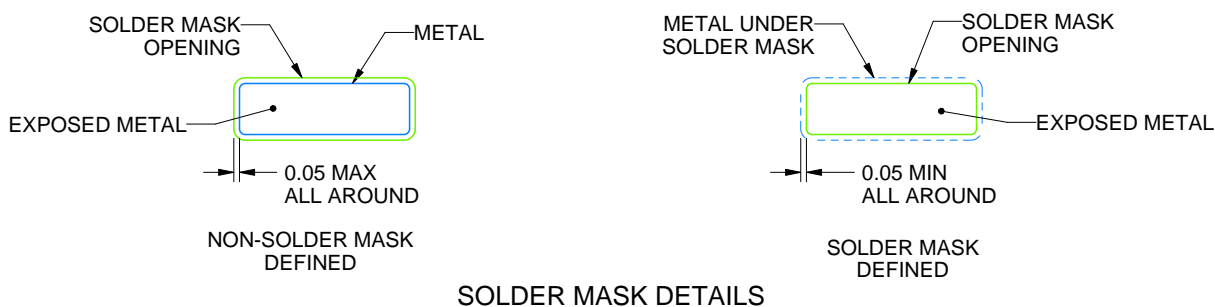 SOLDER MASK
OPENING
METAL
EXPOSED METAL
0.05 MAX
ALL AROUND
NON-SOLDER MASK
DEFINED
METAL UNDER
SOLDER MASK
SOLDER MASK
OPENING
EXPOSED METAL
0.05 MIN
ALL AROUND
SOLDER MASK
DEFINED
SOLDER MASK DETAILS